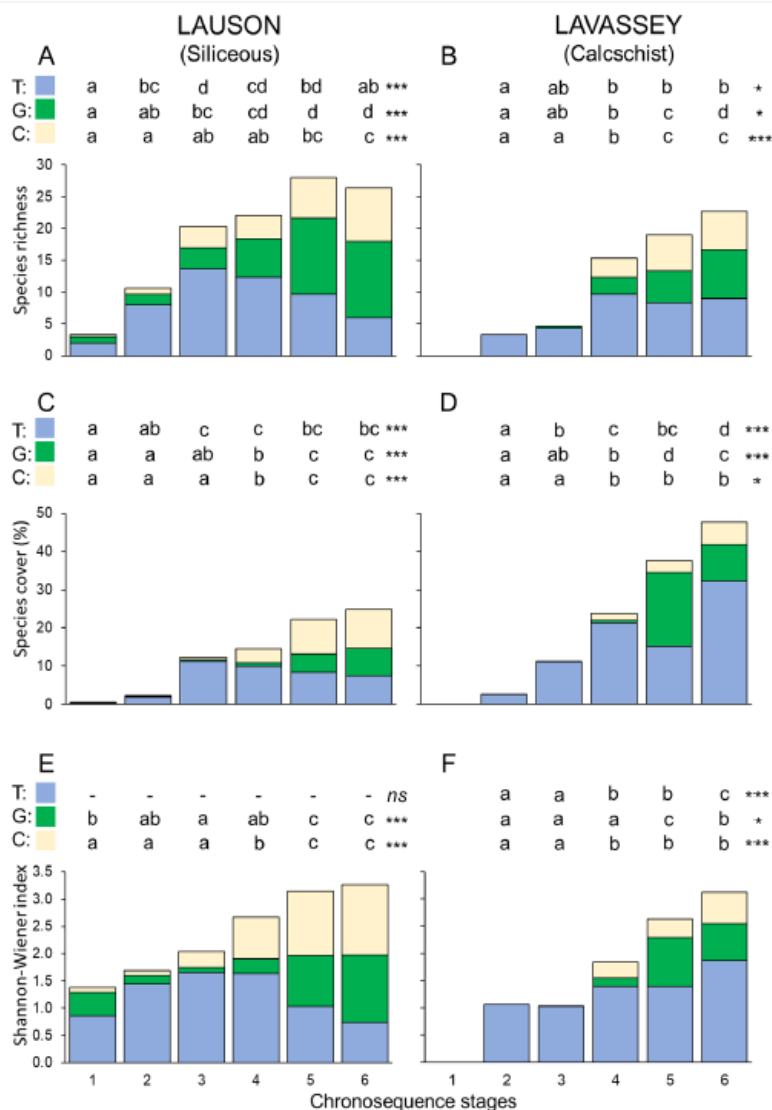 LAUSON LAVASSEY
(Siliceous) (Calcschist)
A B
T: a bc d cd bd ab *** a ab b b b *
G: a ab bc cd d d *** a ab b c d *
C: a a ab ab bc c *** a a b c c ***
Species richness
30
25
20
15
10
5
0
C D
T: a ab c c bc bc *** a b c bc d ***
G: a a ab b c c *** a ab b d c ***
C: a a a b c c *** a a b b b *
Species cover (%)
50
40
30
20
10
0
E F
T: - - - - - - ns a a b b c ***
G: b ab a ab c c *** a a a c b *
C: a a a b c c *** a a b b b ***
Shannon-Wiener index
3.5
3.0
2.5
2.0
1.5
1.0
0.5
0.0
1 2 3 4 5 6 1 2 3 4 5 6
Chronosequence stages